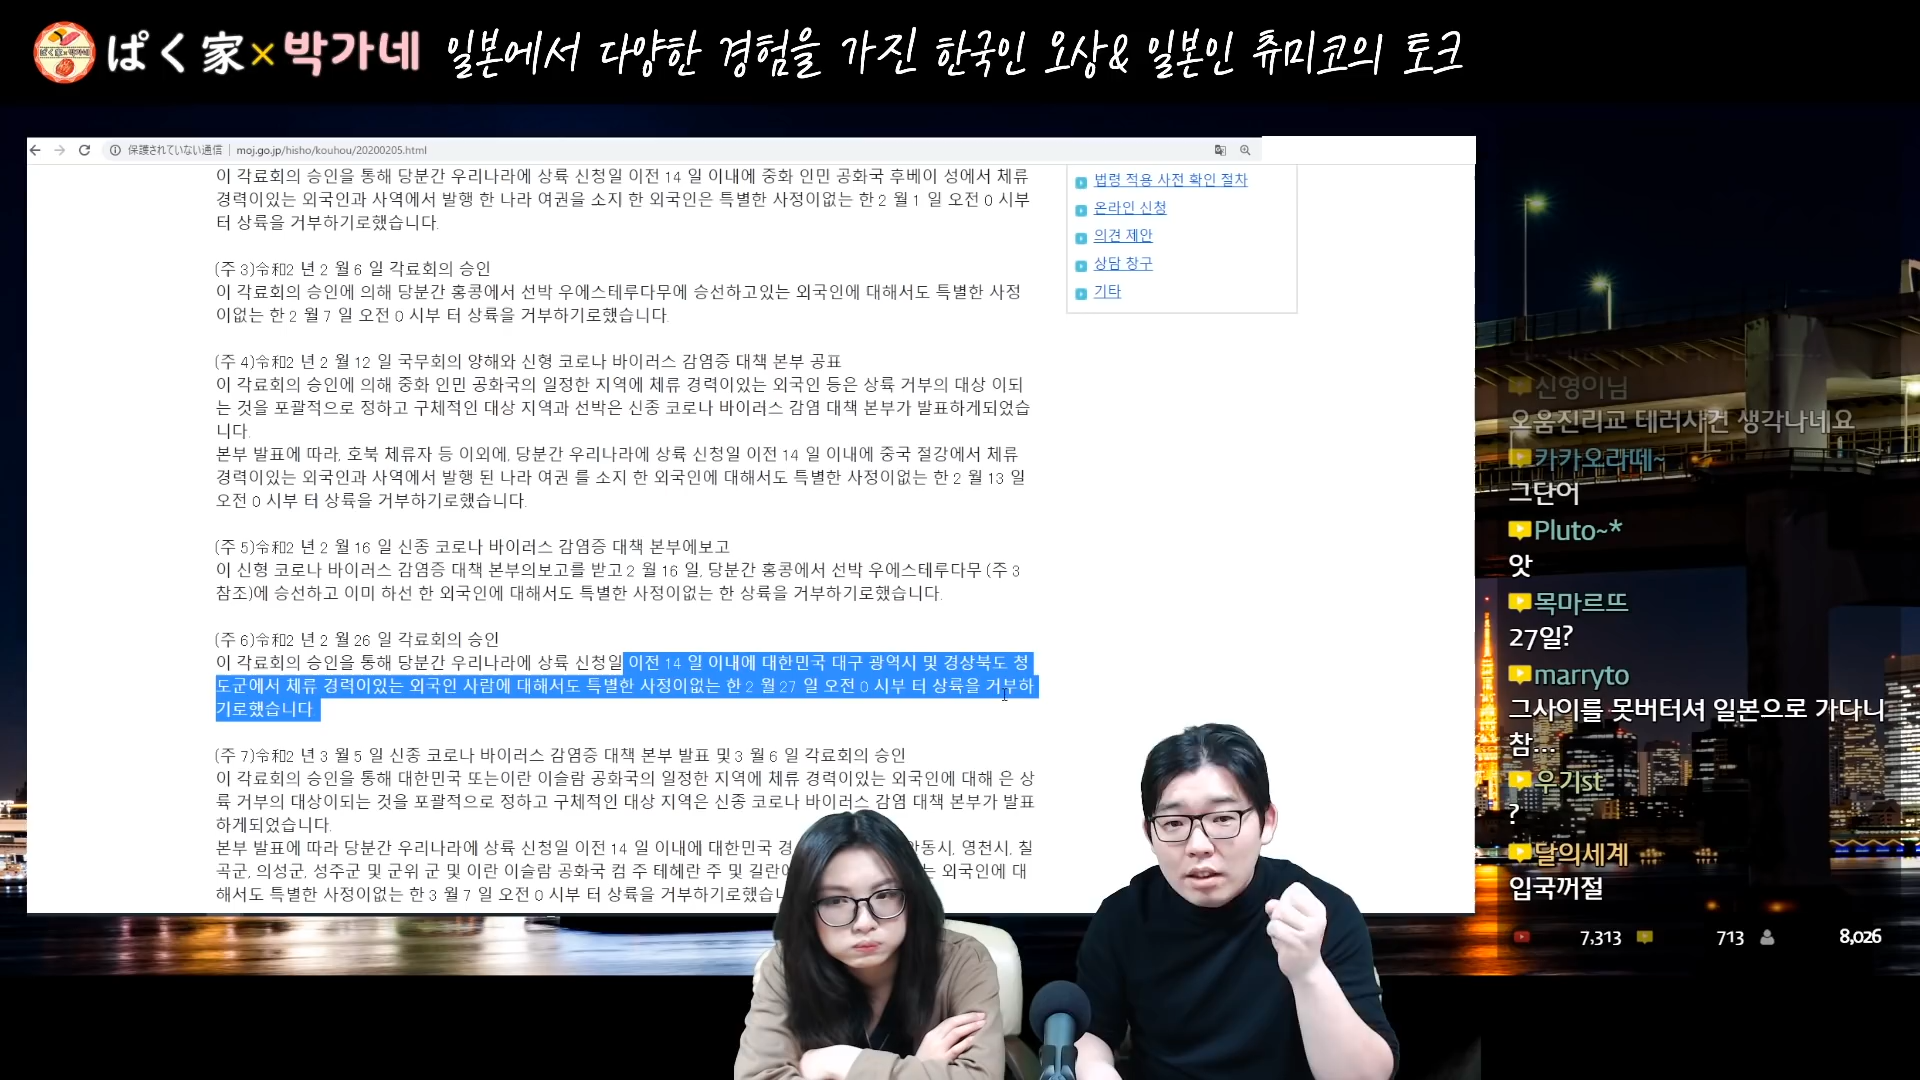 ぱく家×박가네 일본에서 다양한 경험을 가진 한국인 오상& 일본인 츄미코의 토크
保護されていない通信 | moj.go.jp/hisho/kouhou/20200205.html
이 각료회의 승인을 통해 당분간 우리나라에 상륙 신청일 이전 14 일 이내에 중화 인민 공화국 후베이 성에서 체류
경력이있는 외국인과 사역에서 발행 한 나라 여권을 소지 한 외국인은 특별한 사정이없는 한 2 월 1 일 오전 0 시부
터 상륙을 거부하기로했습니다.
(주 3)令和2 년 2 월 6 일 각료회의 승인
이 각료회의 승인에 의해 당분간 홍콩에서 선박 우에스테루다무에 승선하고있는 외국인에 대해서도 특별한 사정
이없는 한 2 월 7 일 오전 0 시부 터 상륙을 거부하기로했습니다.
(주 4)令和2 년 2 월 12 일 국무회의 양해와 신형 코로나 바이러스 감염증 대책 본부 공표
이 각료회의 승인에 의해 중화 인민 공화국의 일정한 지역에 체류 경력이있는 외국인 등은 상륙 거부의 대상 이되
는 것을 포괄적으로 정하고 구체적인 대상 지역과 선박은 신종 코로나 바이러스 감염 대책 본부가 발표하게되었습
니다.
본부 발표에 따라, 호북 체류자 등 이외에, 당분간 우리나라에 상륙 신청일 이전 14 일 이내에 중국 절강에서 체류
경력이있는 외국인과 사역에서 발행 된 나라 여권 를 소지 한 외국인에 대해서도 특별한 사정이없는 한 2 월 13 일
오전 0 시부 터 상륙을 거부하기로했습니다.
(주 5)令和2 년 2 월 16 일 신종 코로나 바이러스 감염증 대책 본부에보고
이 신형 코로나 바이러스 감염증 대책 본부의보고를 받고 2 월 16 일, 당분간 홍콩에서 선박 우에스테루다무 (주 3
참조)에 승선하고 이미 하선 한 외국인에 대해서도 특별한 사정이없는 한 상륙을 거부하기로했습니다.
(주 6)令和2 년 2 월 26 일 각료회의 승인
이 각료회의 승인을 통해 당분간 우리나라에 상륙 신청일 이전 14 일 이내에 대한민국 대구 광역시 및 경상북도 청
도군에서 체류 경력이있는 외국인 사람에 대해서도 특별한 사정이없는 한 2 월 27 일 오전 0 시부 터 상륙을 거부하
기로했습니다.
(주 7)令和2 년 3 월 5 일 신종 코로나 바이러스 감염증 대책 본부 발표 및 3 월 6 일 각료회의 승인
이 각료회의 승인을 통해 대한민국 또는이란 이슬람 공화국의 일정한 지역에 체류 경력이있는 외국인에 대해 은 상
륙 거부의 대상이되는 것을 포괄적으로 정하고 구체적인 대상 지역은 신종 코로나 바이러스 감염 대책 본부가 발표
하게되었습니다.
본부 발표에 따라 당분간 우리나라에 상륙 신청일 이전 14 일 이내에 대한민국 경 안동시, 영천시, 칠
곡군, 의성군, 성주군 및 군위 군 및 이란 이슬람 공화국 컴 주 테헤란 주 및 길란 외국인에 대
해서도 특별한 사정이없는 한 3 월 7 일 오전 0 시부 터 상륙을 거부하기로했습니
법령 적용 사전 확인 절차
온라인 신청
의견 제안
상담 창구
기타
신영이님
오움진리교 테러사건 생각나네요
카카오라떼~
그단어
Pluto~*
앗
목마르뜨
27일?
marryto
그사이를 못버터셔 일본으로 가다니
참...
우기st
?
달의세계
입국꺼절
7,313 713 8,026